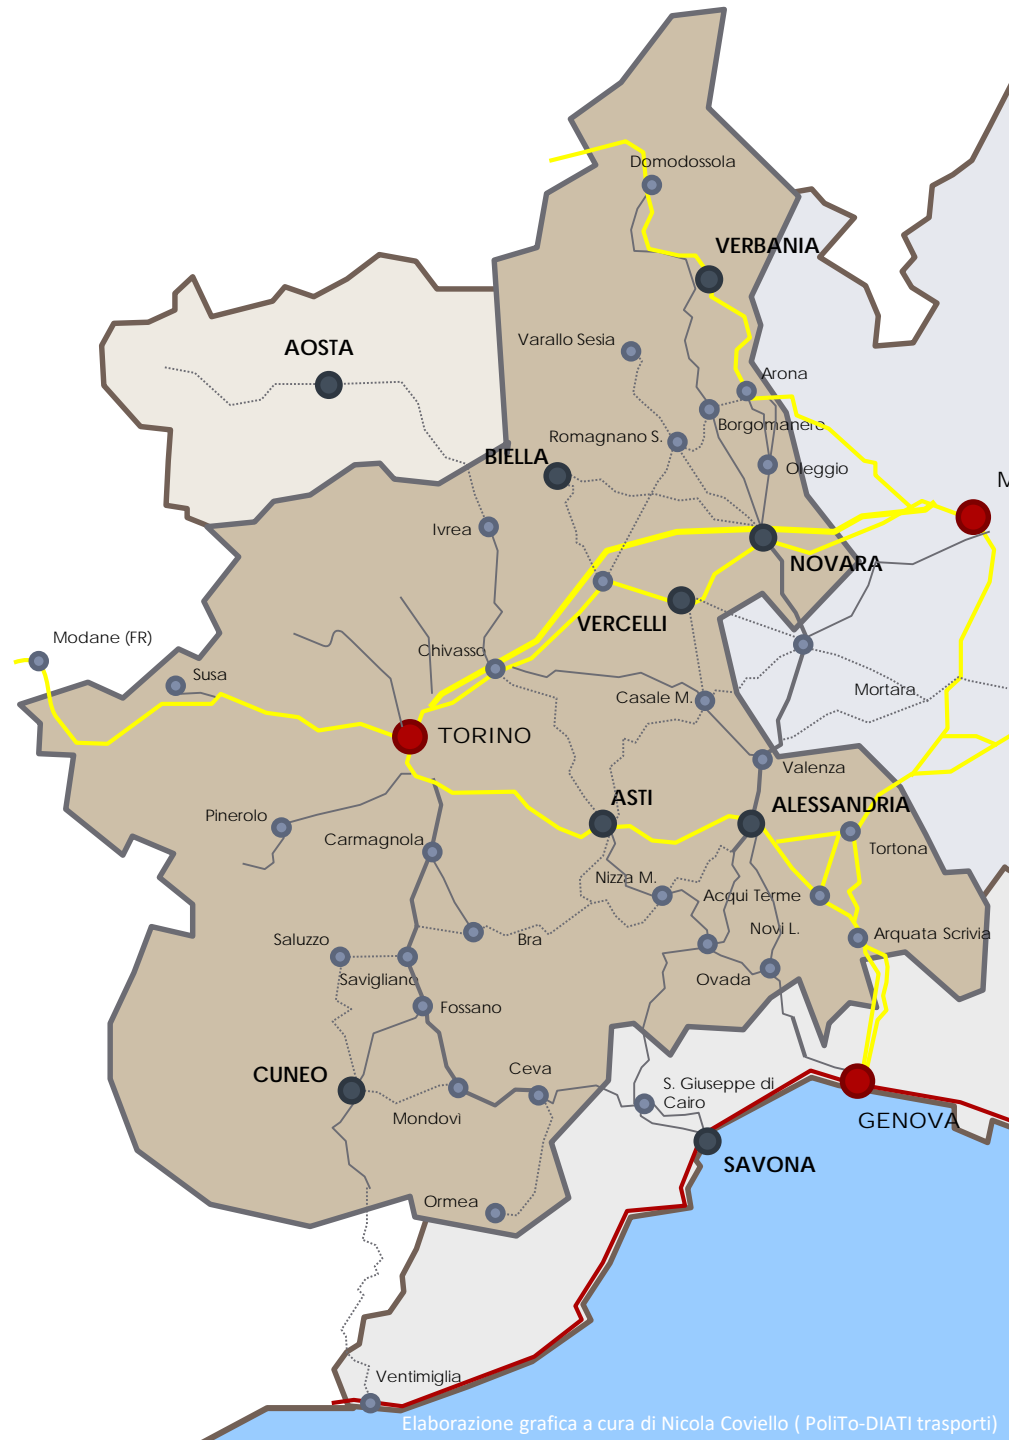 Domodossola
VERBANIA
Varallo Sesia
AOSTA
Arona
Borgomanero
Romagnano S.
BIELLA
Oleggio
M
Ivrea
NOVARA
VERCELLI
Modane (FR)
Chivasso
Susa
Casale M.
Mortara
TORINO
Valenza
ASTI
ALESSANDRIA
Pinerolo
Carmagnola
Tortona
Nizza M.
Acqui Terme
Novi L.
Arquata Scrivia
Saluzzo
Bra
Savigliano
Ovada
Fossano
CUNEO
Ceva
S. Giuseppe di
Cairo
Mondovì
GENOVA
SAVONA
Ormea
Ventimiglia
Elaborazione grafica a cura di Nicola Coviello ( PoliTo-DIATI trasporti)